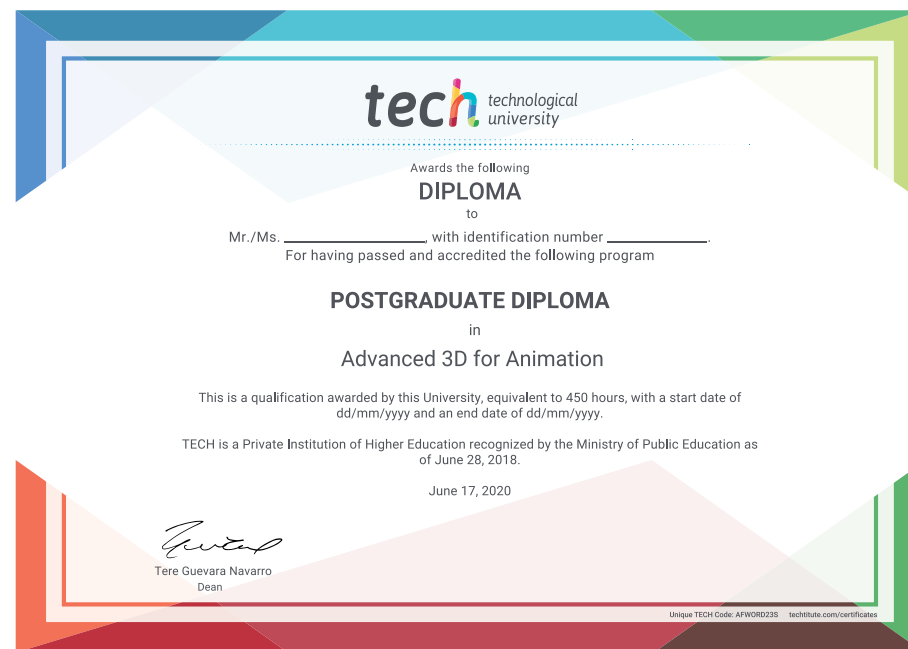 tech technological
university
Awards the following
DIPLOMA
to
Mr./Ms. ____________________, with identification number ______________.
For having passed and accredited the following program
POSTGRADUATE DIPLOMA
in
Advanced 3D for Animation
This is a qualification awarded by this University, equivalent to 450 hours, with a start date of
dd/mm/yyyy and an end date of dd/mm/yyyy.
TECH is a Private Institution of Higher Education recognized by the Ministry of Public Education as
of June 28, 2018.
June 17, 2020
Tere Guevara Navarro
Dean
Unique TECH Code: AFWORD23S techtitute.com/certificates